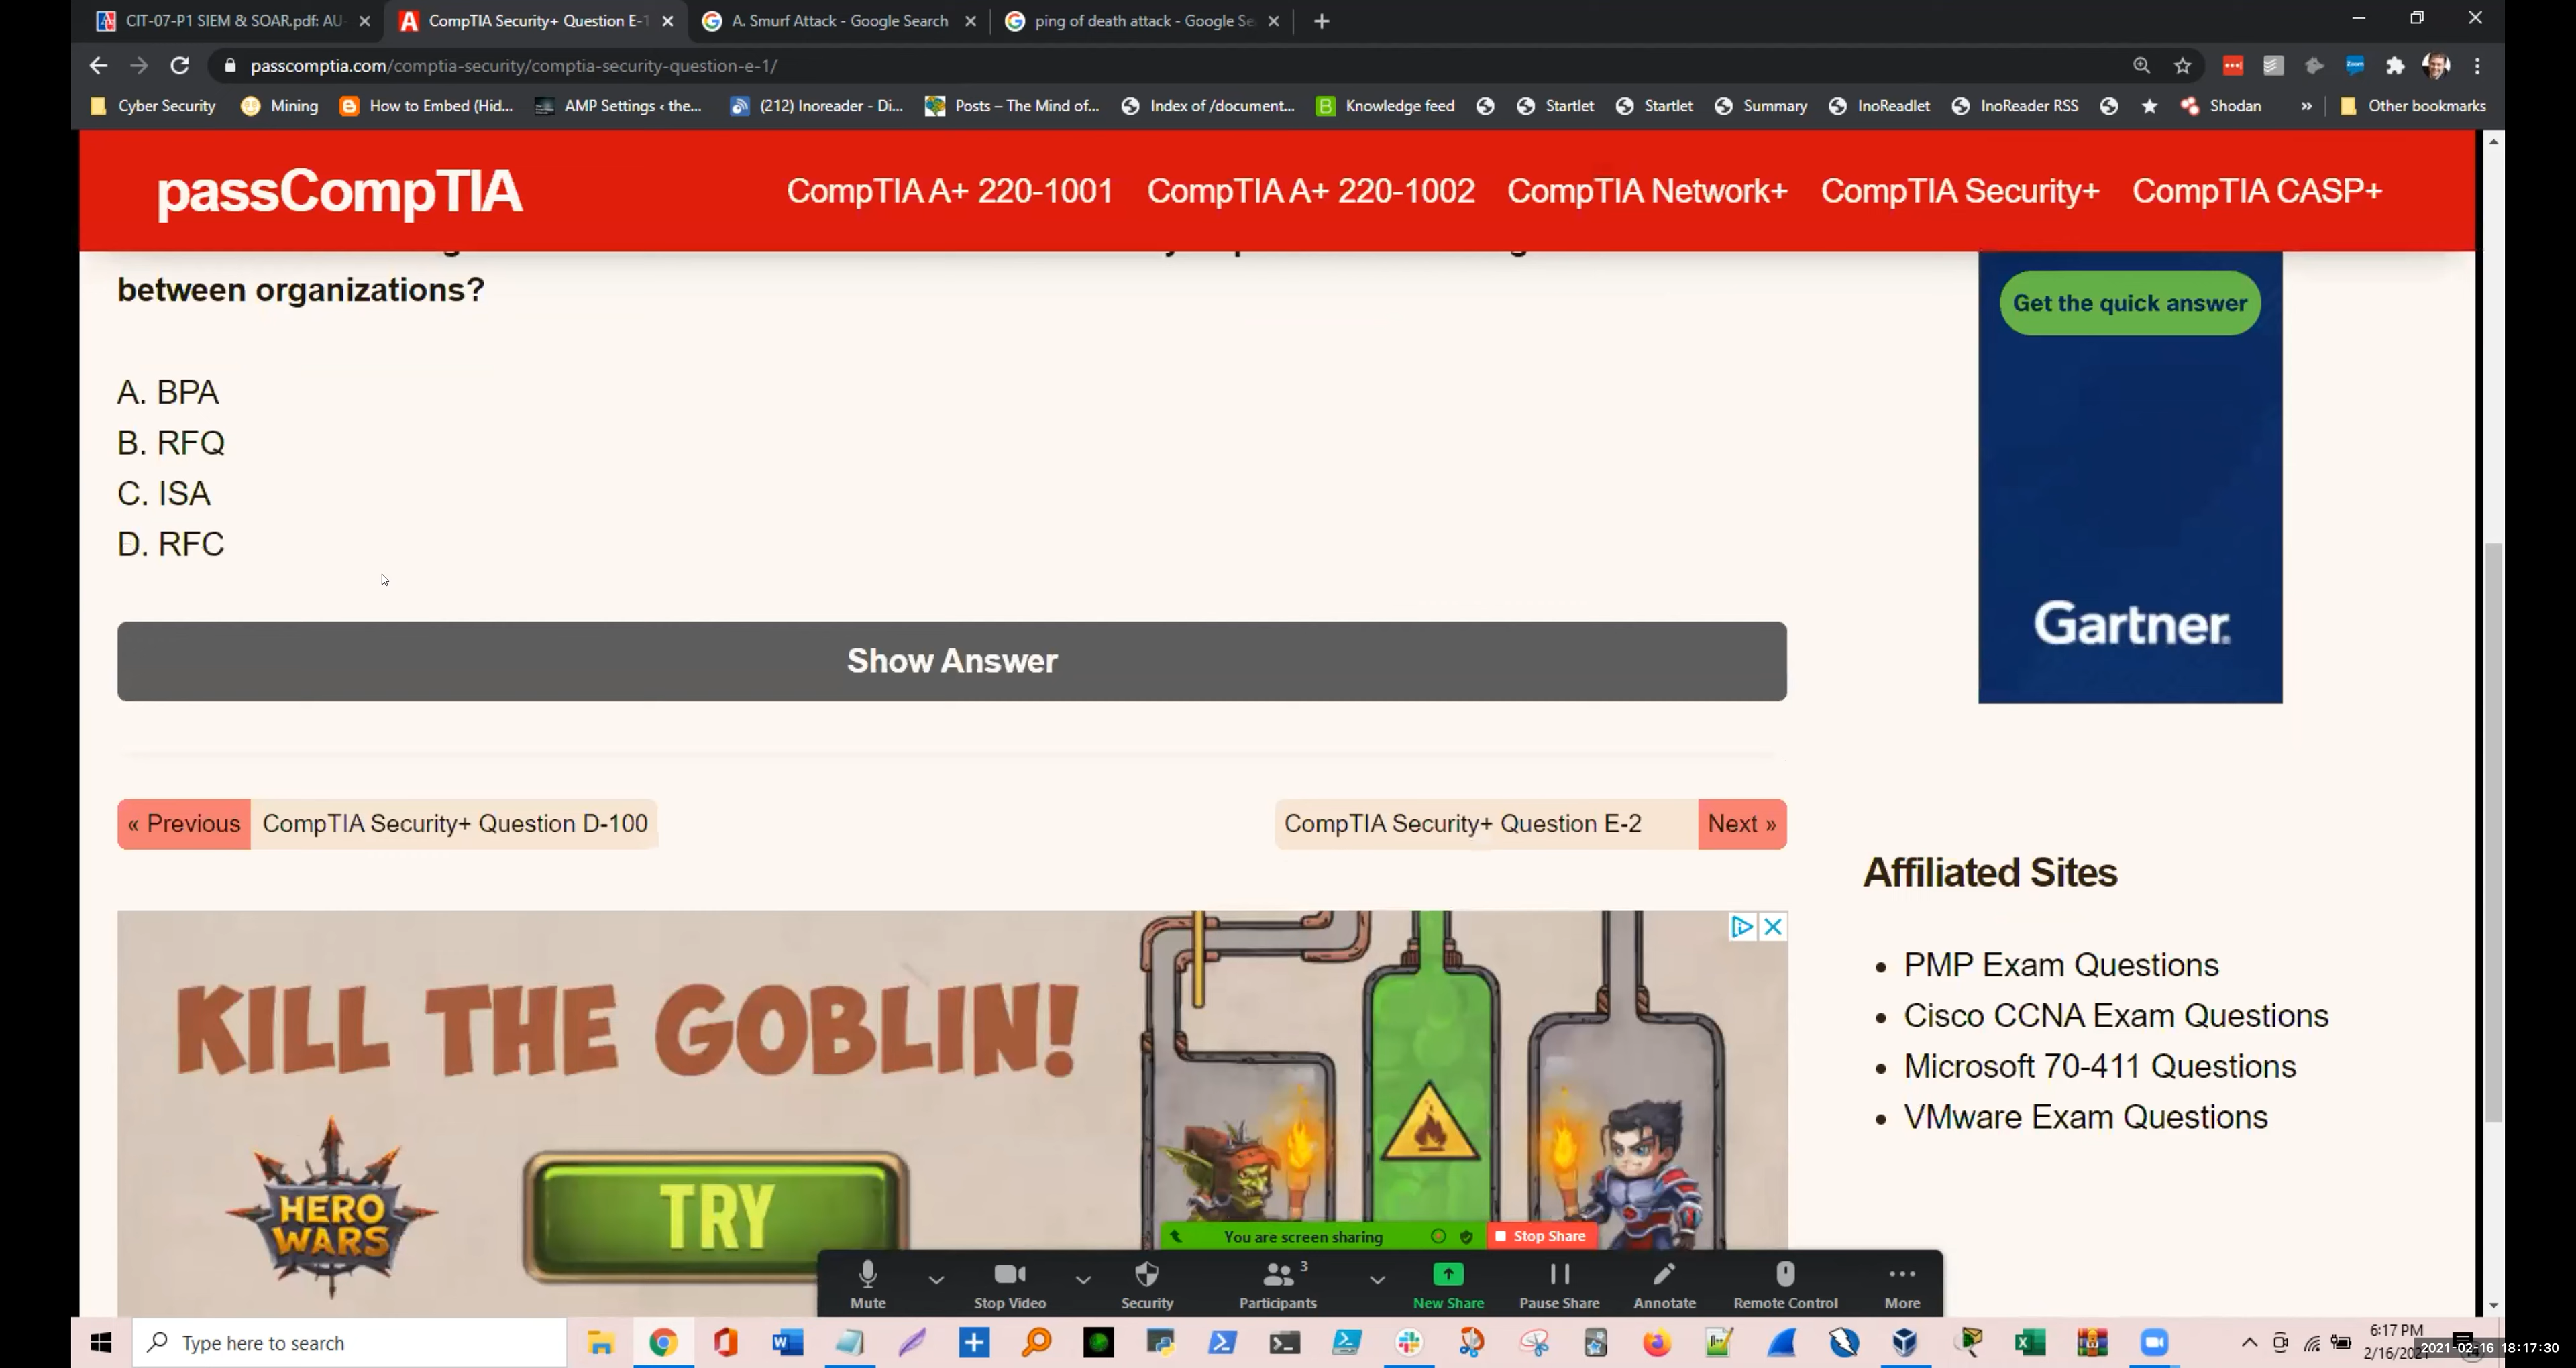 CIT-07-P1 SIEM & SOAR.pdf: AU
CompTIA Security+ Question E-1
A. Smurf Attack - Google Search
ping of death attack - Google Se
passcomptia.com/comptia-security/comptia-security-question-e-1/
Cyber Security
Mining
How to Embed (Hid...
AMP Settings ‹ the...
(212) Inoreader - Di...
Posts – The Mind of...
Index of /document...
Knowledge feed
Startlet
Startlet
Summary
InoReadlet
InoReader RSS
Shodan
»
Other bookmarks
passCompTIA
CompTIA A+ 220-1001
CompTIA A+ 220-1002
CompTIA Network+
CompTIA Security+
CompTIA CASP+
between organizations?
A. BPA
B. RFQ
C. ISA
D. RFC
Show Answer
« Previous
CompTIA Security+ Question D-100
CompTIA Security+ Question E-2
Next »
Get the quick answer
Gartner
Affiliated Sites
• PMP Exam Questions
• Cisco CCNA Exam Questions
• Microsoft 70-411 Questions
• VMware Exam Questions
KILL THE GOBLIN!
HERO
WARS
TRY
You are screen sharing
Stop Share
Mute
Stop Video
Security
3
Participants
New Share
Pause Share
Annotate
Remote Control
More
Type here to search
6:17 PM
2/16/202
2021-02-16 18:17:30